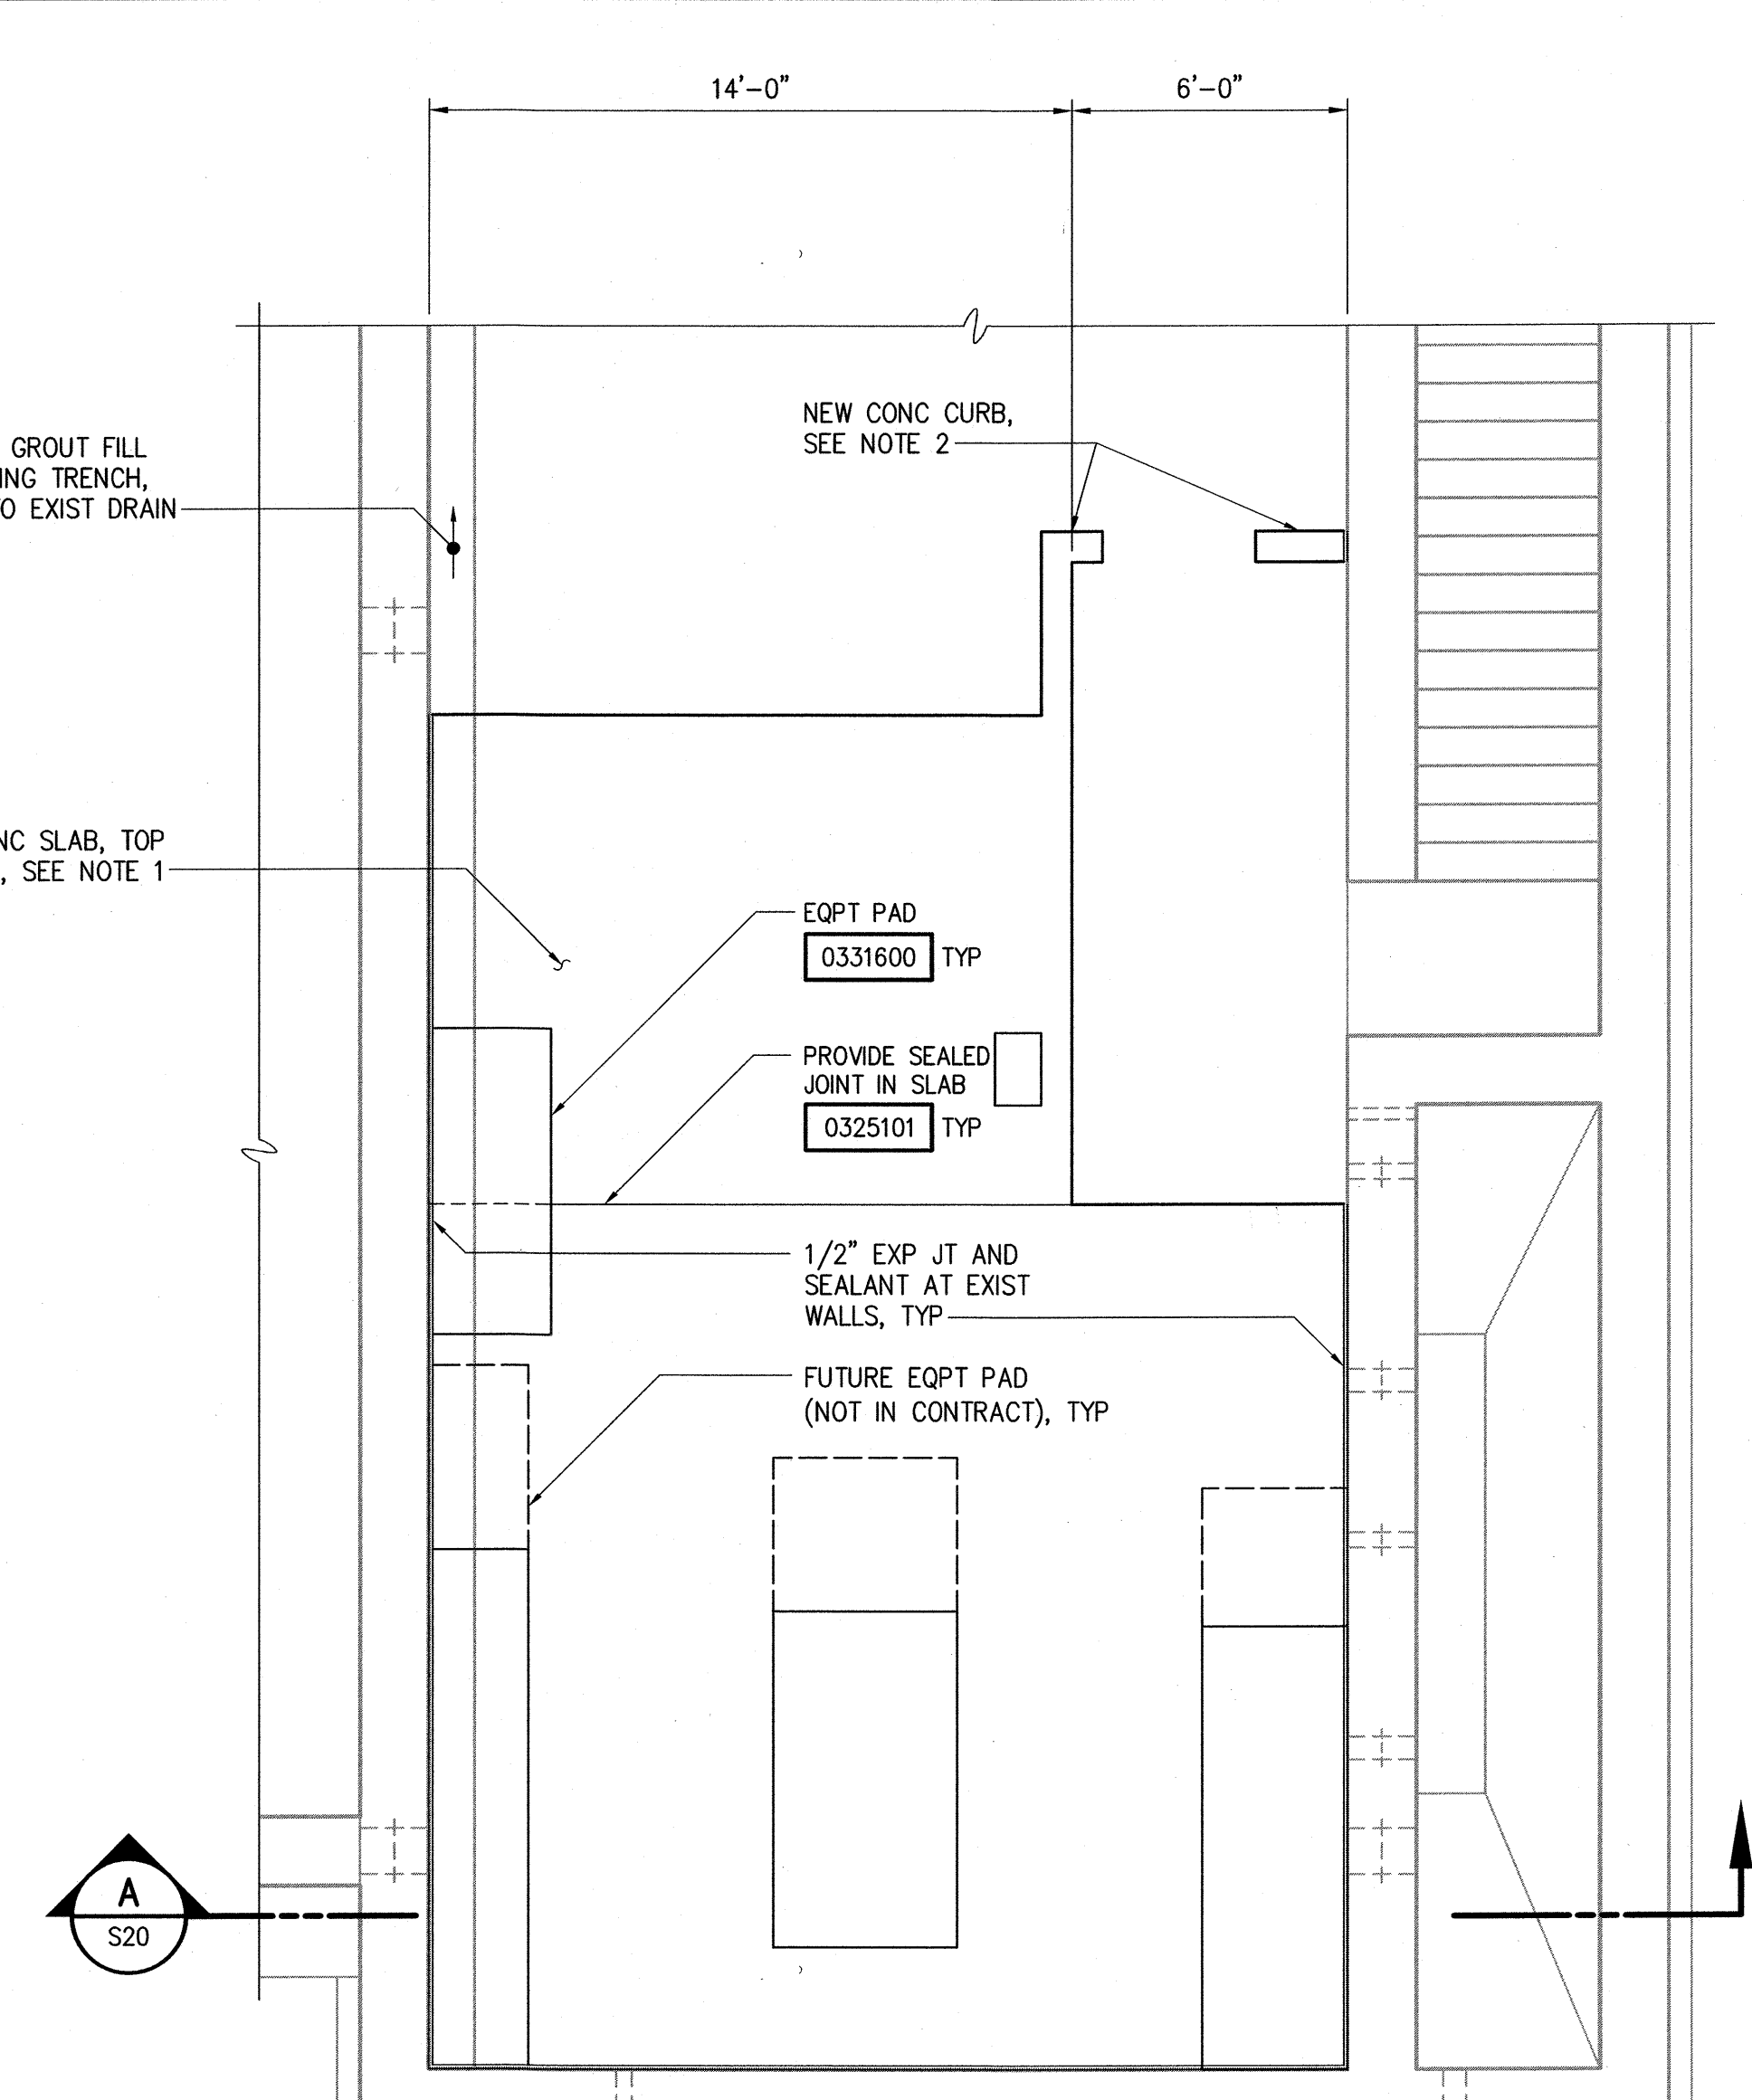 14'-0"
6'-0"
NEW CONC CURB,
SEE NOTE 2
GROUT FILL
ING TRENCH,
TO EXIST DRAIN
NC SLAB, TOP
, SEE NOTE 1
EQPT PAD
0331600 TYP
PROVIDE SEALED
JOINT IN SLAB
0325101 TYP
1/2" EXP JT AND
SEALANT AT EXIST
WALLS, TYP
FUTURE EQPT PAD
(NOT IN CONTRACT), TYP
A
S20